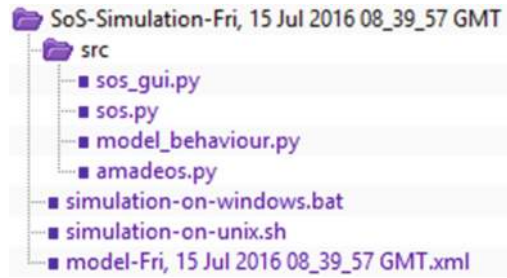 SoS-Simulation-Fri, 15 Jul 2016 08_39_57 GMT
src
sos_gui.py
sos.py
model_behaviour.py
amadeos.py
simulation-on-windows.bat
simulation-on-unix.sh
model-Fri, 15 Jul 2016 08_39_57 GMT.xml